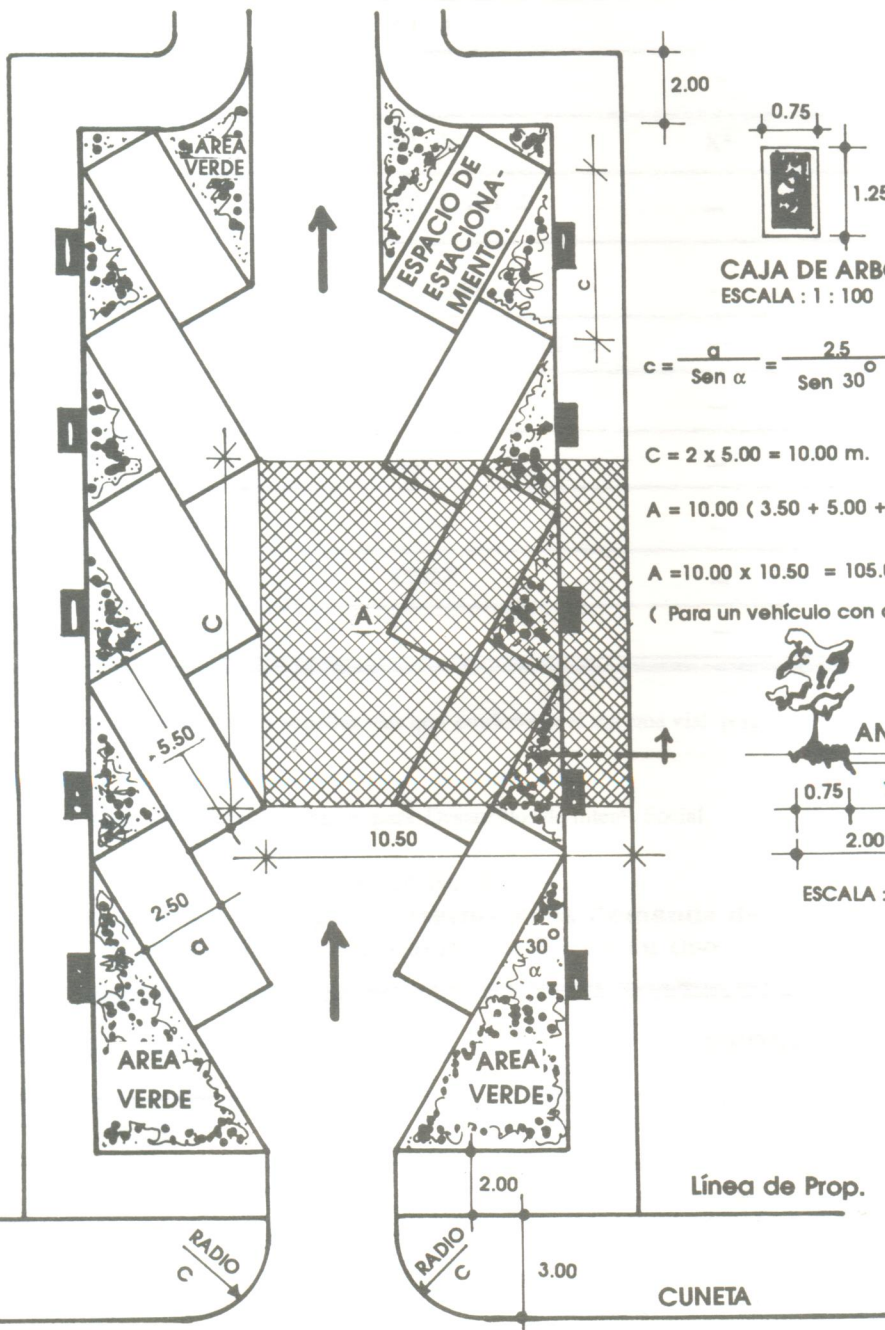 2.00
0.75
1.25
AREA
VERDE
ESPACIO DE
ESTACIONA-
MIENTO.
c
CAJA DE ARBO
ESCALA : 1 : 100
c = a / Sen α = 2.5 / Sen 30°
C = 2 x 5.00 = 10.00 m.
A = 10.00 ( 3.50 + 5.00 +
A =10.00 x 10.50 = 105.0
( Para un vehículo con
C
A
5.50
AN
0.75
10.50
2.00
ESCALA :
2.50
a
30°
α
AREA
VERDE
AREA
VERDE
2.00
Línea de Prop.
RADIO
C
RADIO
C
3.00
CUNETA